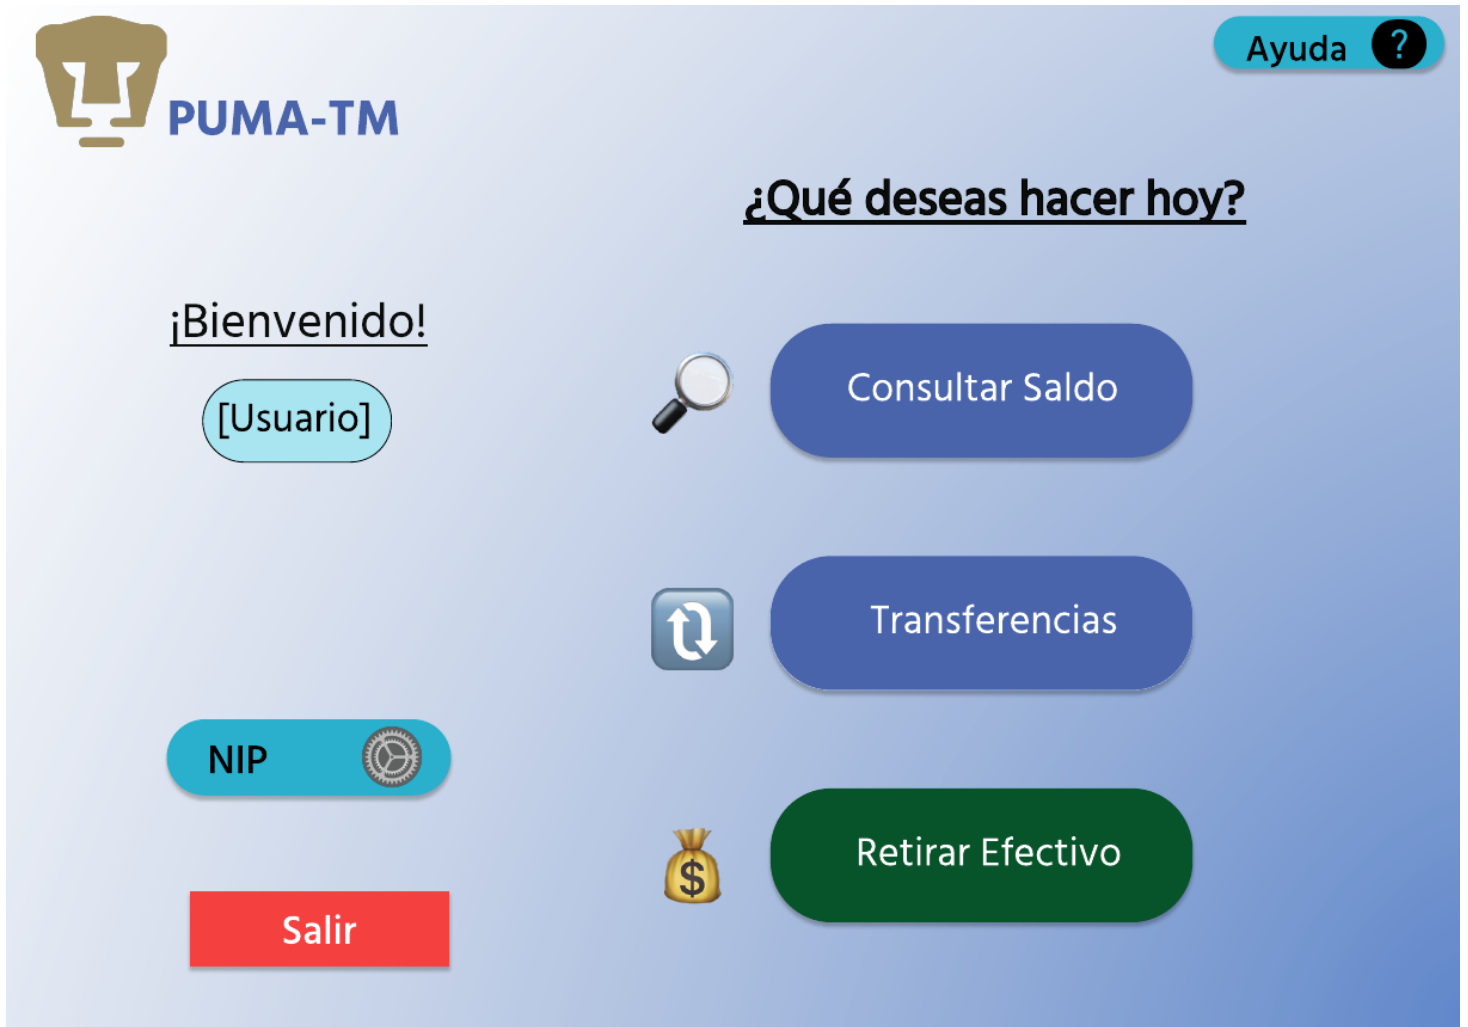 PUMA-TM
Ayuda ?
¿Qué deseas hacer hoy?
¡Bienvenido!
[Usuario]
Consultar Saldo
Transferencias
NIP
Retirar Efectivo
$
Salir